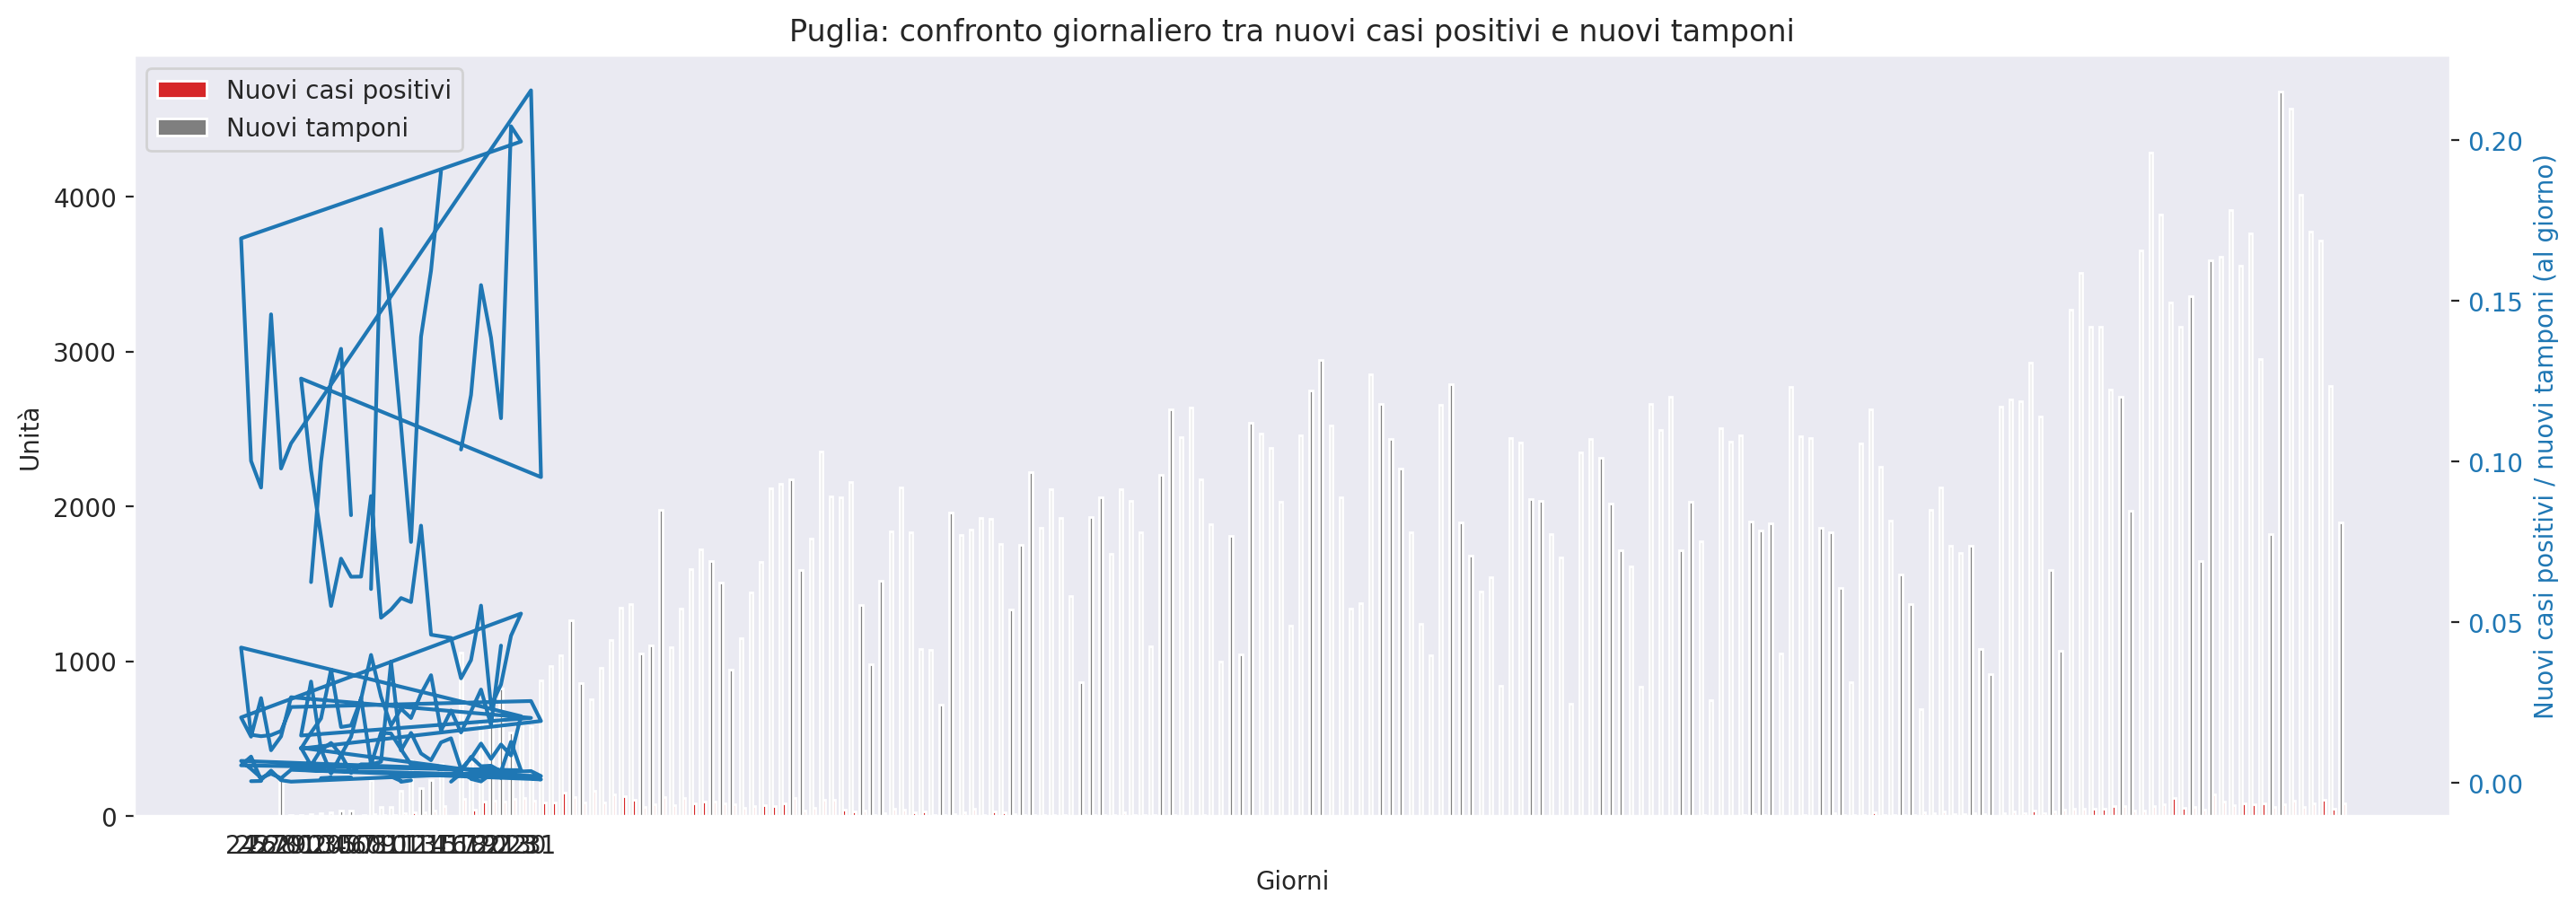 Puglia: confronto giornaliero tra nuovi casi positivi e nuovi tamponi
Nuovi casi positivi
Nuovi tamponi
4000
3000
2000
1000
0
Unità
0.20
0.15
0.10
0.05
0.00
Nuovi casi positivi / nuovi tamponi (al giorno)
Giorni